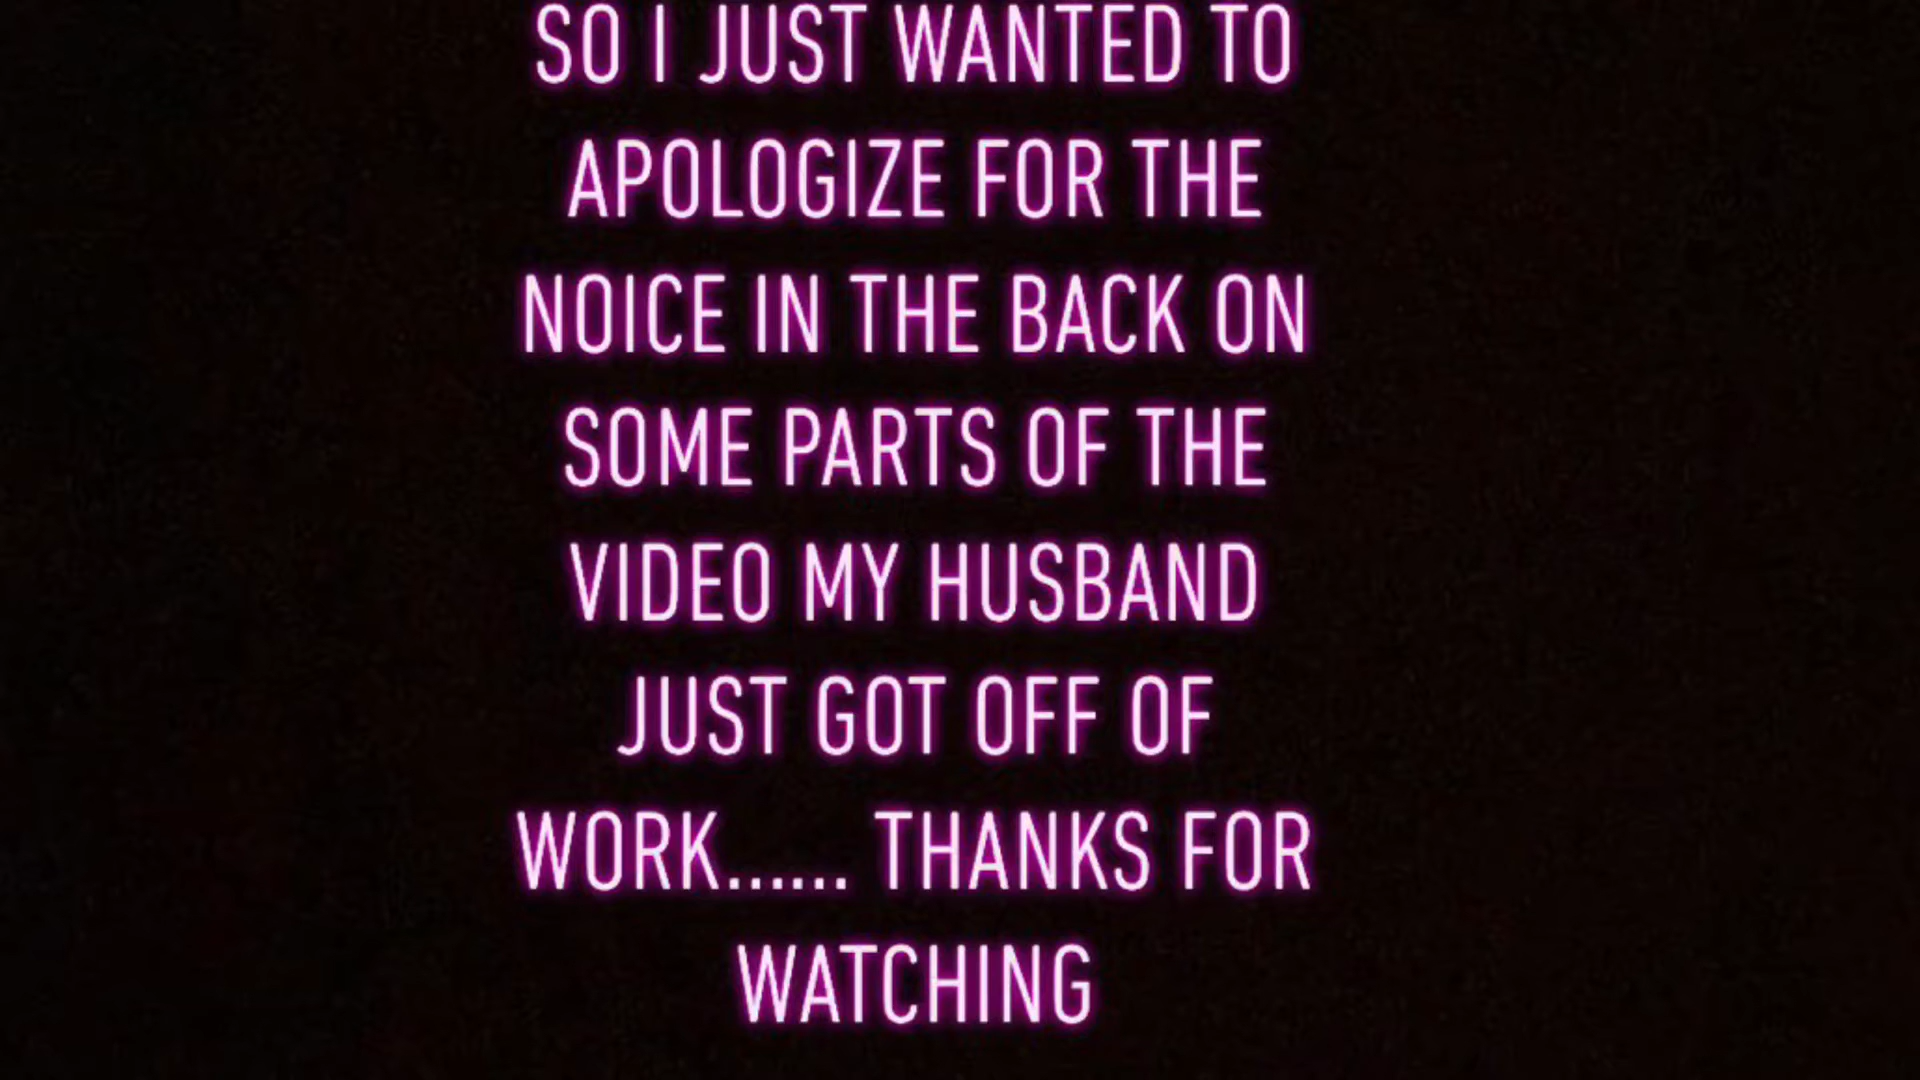 SO I JUST WANTED TO
APOLOGIZE FOR THE
NOICE IN THE BACK ON
SOME PARTS OF THE
VIDEO MY HUSBAND
JUST GOT OFF OF
WORK...... THANKS FOR
WATCHING